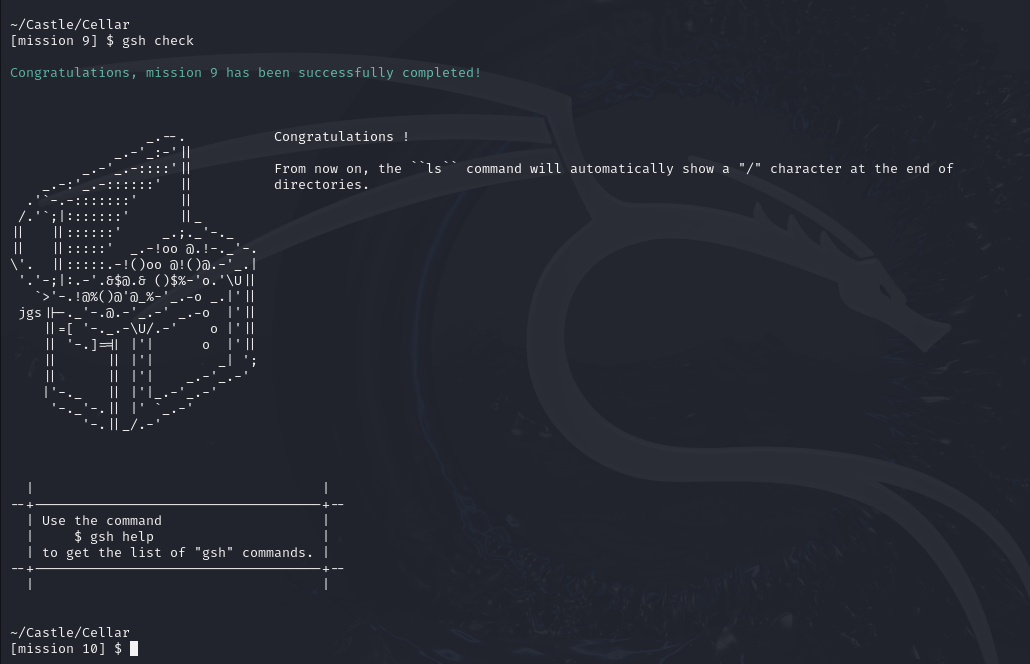 ~/Castle/Cellar
[mission 9] $ gsh check
Congratulations, mission 9 has been successfully completed!
Congratulations !
From now on, the ``ls`` command will automatically show a "/" character at the end of
directories.
jgs
Use the command
$ gsh help
to get the list of "gsh" commands.
~/Castle/Cellar
[mission 10] $